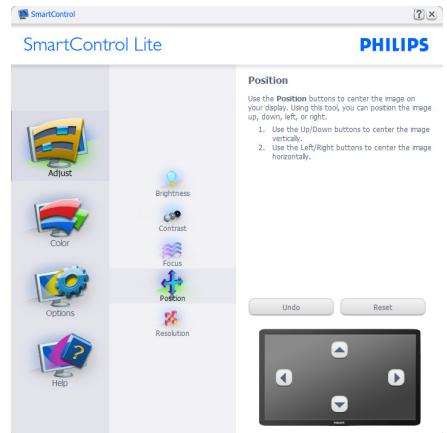 SmartControl
SmartControl Lite
PHILIPS
Adjust
Color
Options
Help
Brightness
Contrast
Focus
Position
Resolution
Position
Use the Position buttons to center the image on
your display. Using this tool, you can position the image
up, down, left, or right.
1. Use the Up/Down buttons to center the image
vertically.
2. Use the Left/Right buttons to center the image
horizontally.
Undo
Reset
PHILIPS